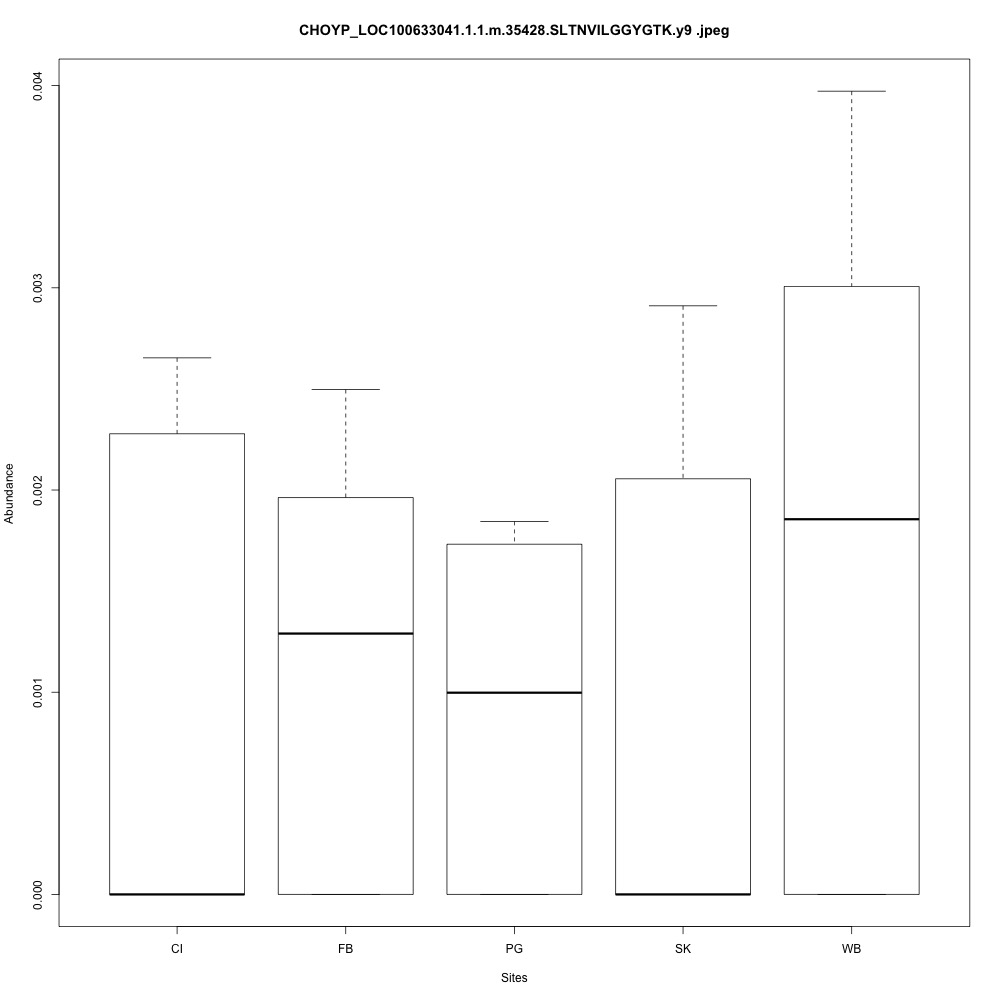 CHOYP_LOC100633041.1.1.m.35428.SLTNVILGGYGTK.y9 .jpeg
0.004
0.003
0.002
0.001
0.000
Abundance
CI FB PG SK WB
Sites